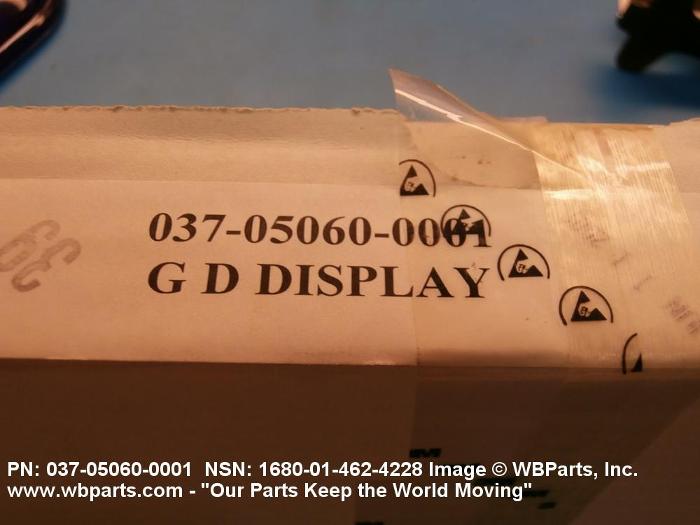 037-05060-0001
G D DISPLAY
39
PN: 037-05060-0001 NSN: 1680-01-462-4228 Image © WBParts, Inc.
www.wbparts.com - "Our Parts Keep the World Moving"